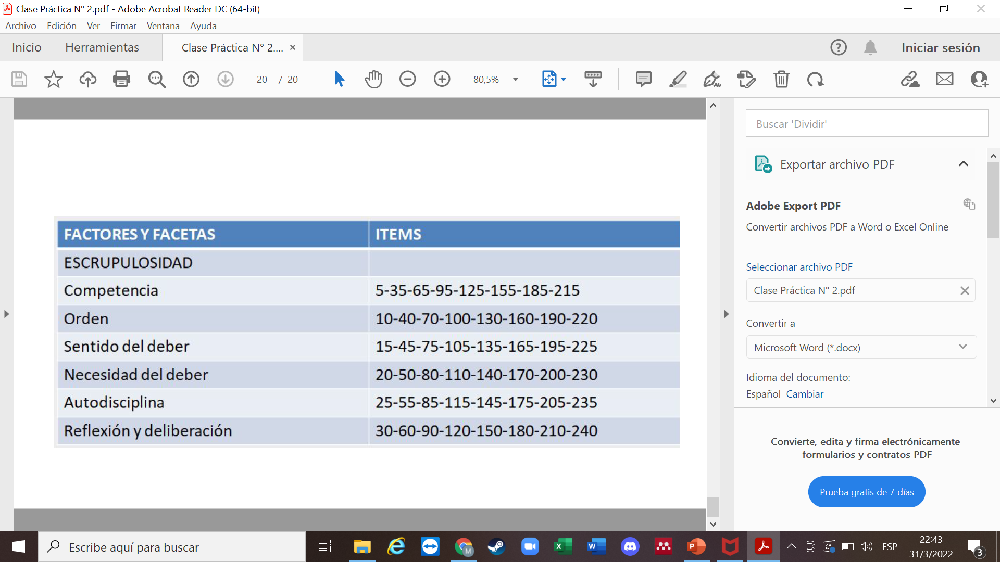 Clase Práctica N° 2.pdf - Adobe Acrobat Reader DC (64-bit)
Archivo Edición Ver Firmar Ventana Ayuda
Inicio Herramientas Clase Práctica N° 2.... × ? Iniciar sesión
20 / 20 80,5%
Buscar 'Dividir'
Exportar archivo PDF
Adobe Export PDF
Convertir archivos PDF a Word o Excel Online
Seleccionar archivo PDF
Clase Práctica N° 2.pdf
Convertir a
Microsoft Word (*.docx)
Idioma del documento:
Español Cambiar
Convierte, edita y firma electrónicamente
formularios y contratos PDF
Prueba gratis de 7 días
FACTORES Y FACETAS ITEMS
ESCRUPULOSIDAD
Competencia 5-35-65-95-125-155-185-215
Orden 10-40-70-100-130-160-190-220
Sentido del deber 15-45-75-105-135-165-195-225
Necesidad del deber 20-50-80-110-140-170-200-230
Autodisciplina 25-55-85-115-145-175-205-235
Reflexión y deliberación 30-60-90-120-150-180-210-240
Escribe aquí para buscar
M X W P
ESP
22:43
31/3/2022
3